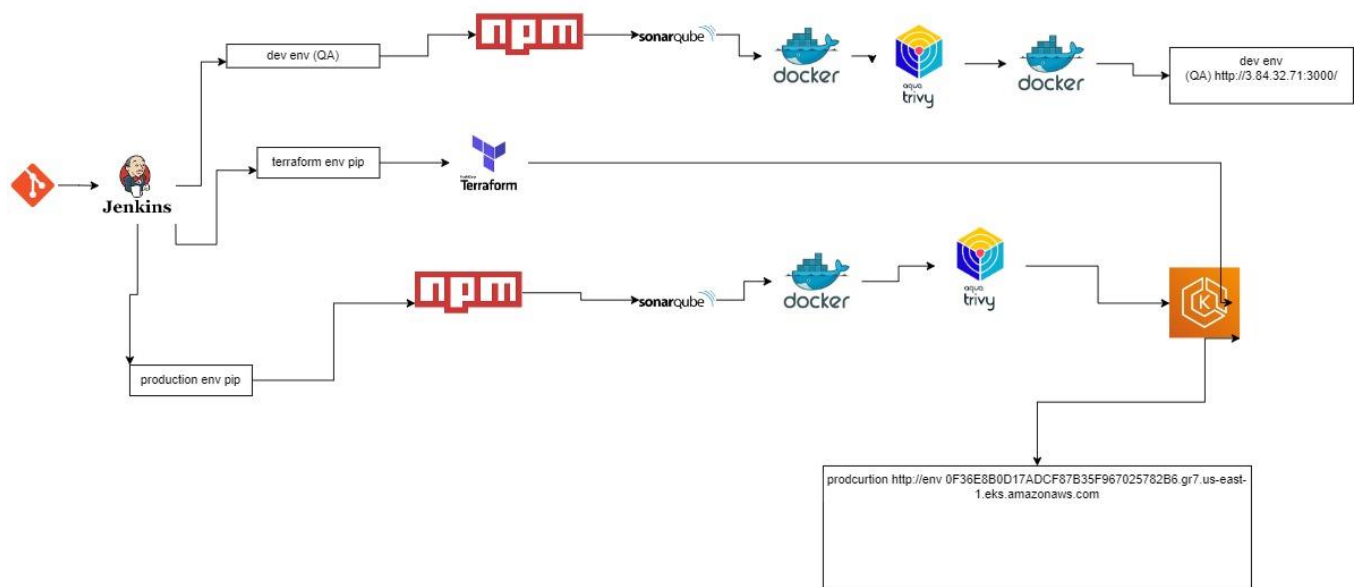 dev env (QA)
npm
sonarqube
docker
aqua
trivy
docker
dev env
(QA) http://3.84.32.71:3000/
terraform env pip
HashiCorp
Terraform
Jenkins
npm
sonarqube
docker
aqua
trivy
K
production env pip
prodcurtion http://env 0F36E8B0D17ADCF87B35F967025782B6.gr7.us-east-
1.eks.amazonaws.com